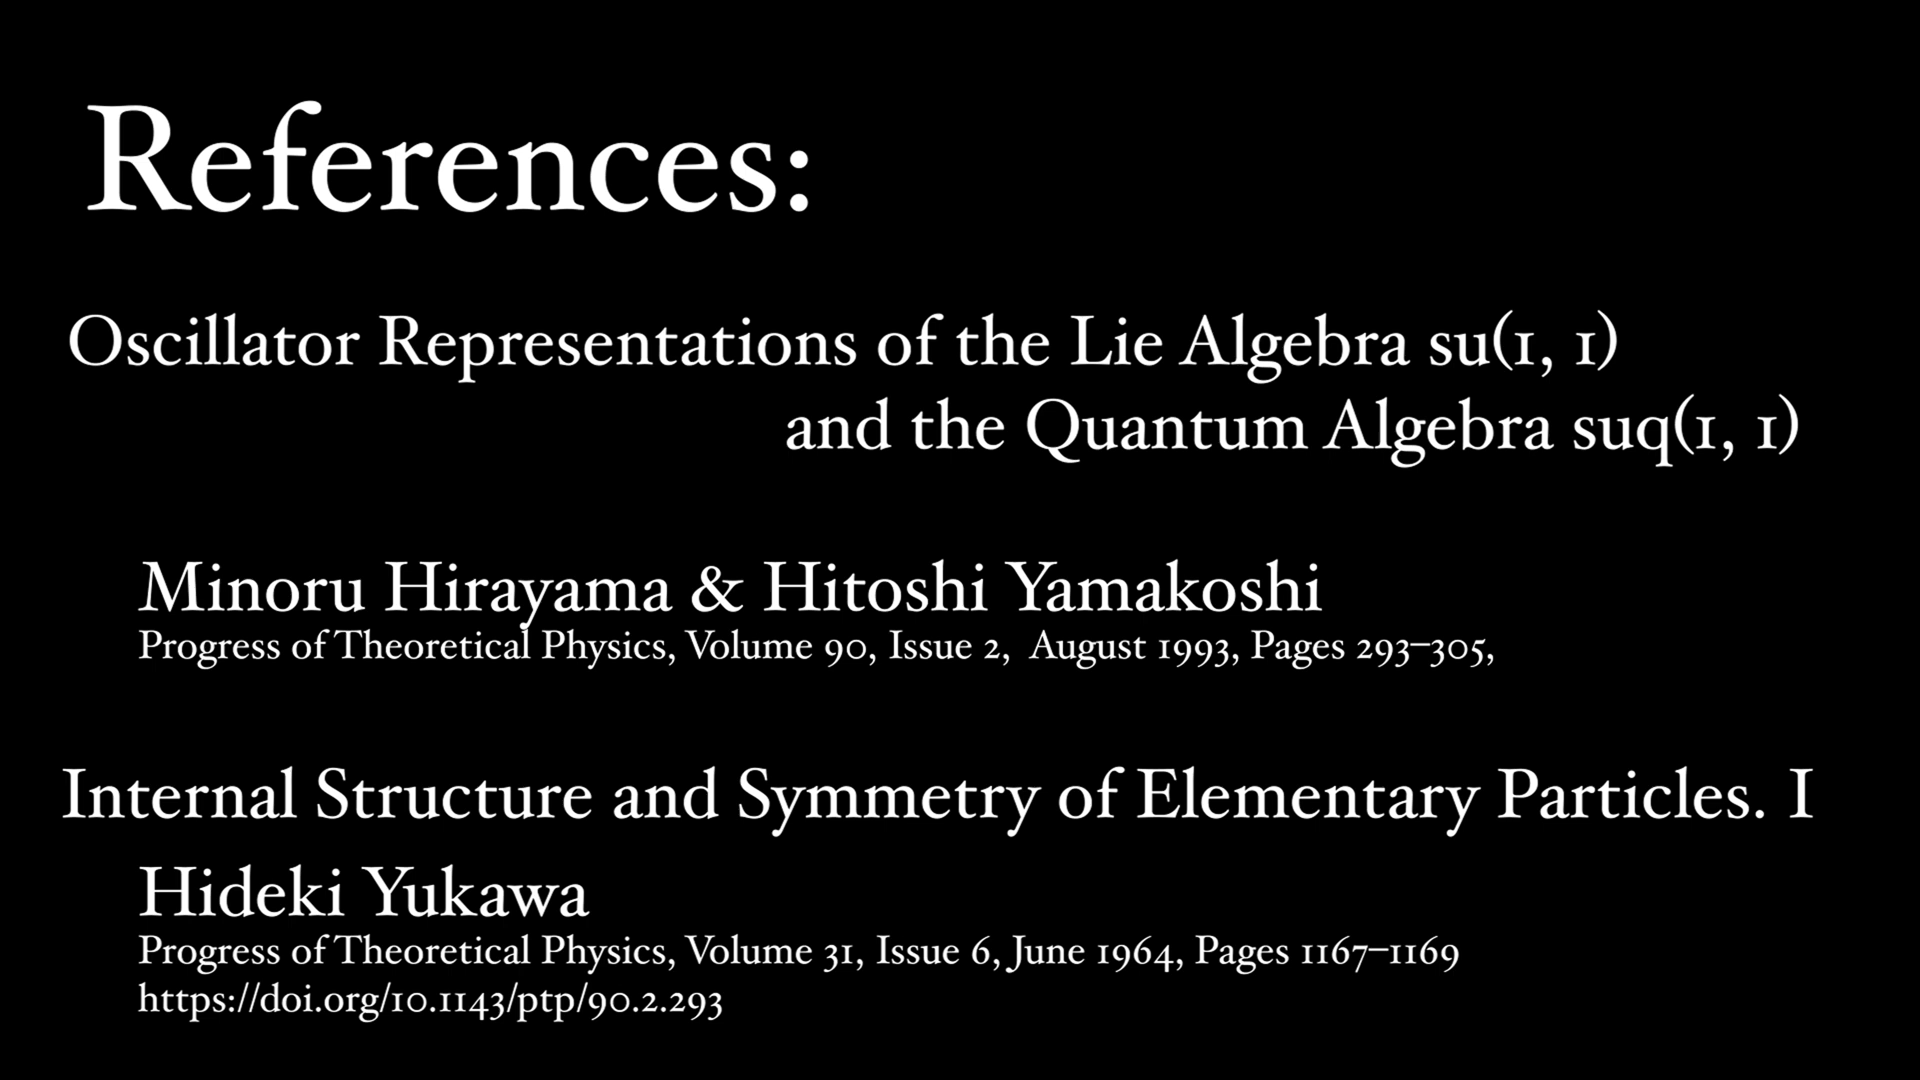 References:
Oscillator Representations of the Lie Algebra su(1, 1)
and the Quantum Algebra suq(1, 1)
Minoru Hirayama & Hitoshi Yamakoshi
Progress of Theoretical Physics, Volume 90, Issue 2, August 1993, Pages 293–305,
Internal Structure and Symmetry of Elementary Particles. I
Hideki Yukawa
Progress of Theoretical Physics, Volume 31, Issue 6, June 1964, Pages 1167–1169
https://doi.org/10.1143/ptp/90.2.293